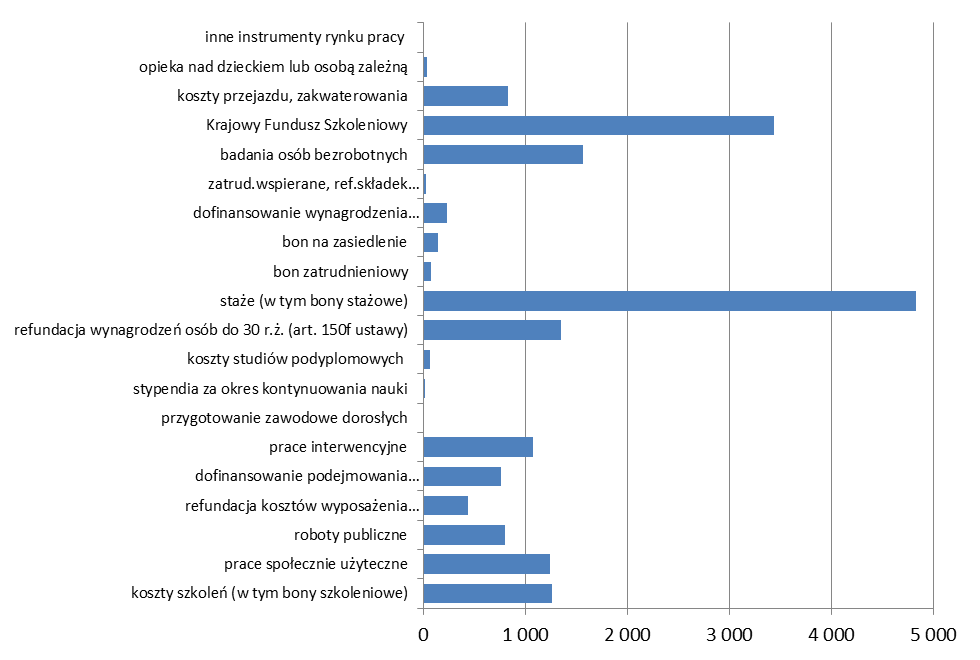 inne instrumenty rynku pracy
opieka nad dzieckiem lub osobą zależną
koszty przejazdu, zakwaterowania
Krajowy Fundusz Szkoleniowy
badania osób bezrobotnych
zatrud.wspierane, ref.składek...
dofinansowanie wynagrodzenia...
bon na zasiedlenie
bon zatrudnieniowy
staże (w tym bony stażowe)
refundacja wynagrodzeń osób do 30 r.ż. (art. 150f ustawy)
koszty studiów podyplomowych
stypendia za okres kontynuowania nauki
przygotowanie zawodowe dorosłych
prace interwencyjne
dofinansowanie podejmowania...
refundacja kosztów wyposażenia...
roboty publiczne
prace społecznie użyteczne
koszty szkoleń (w tym bony szkoleniowe)
0 1 000 2 000 3 000 4 000 5 000